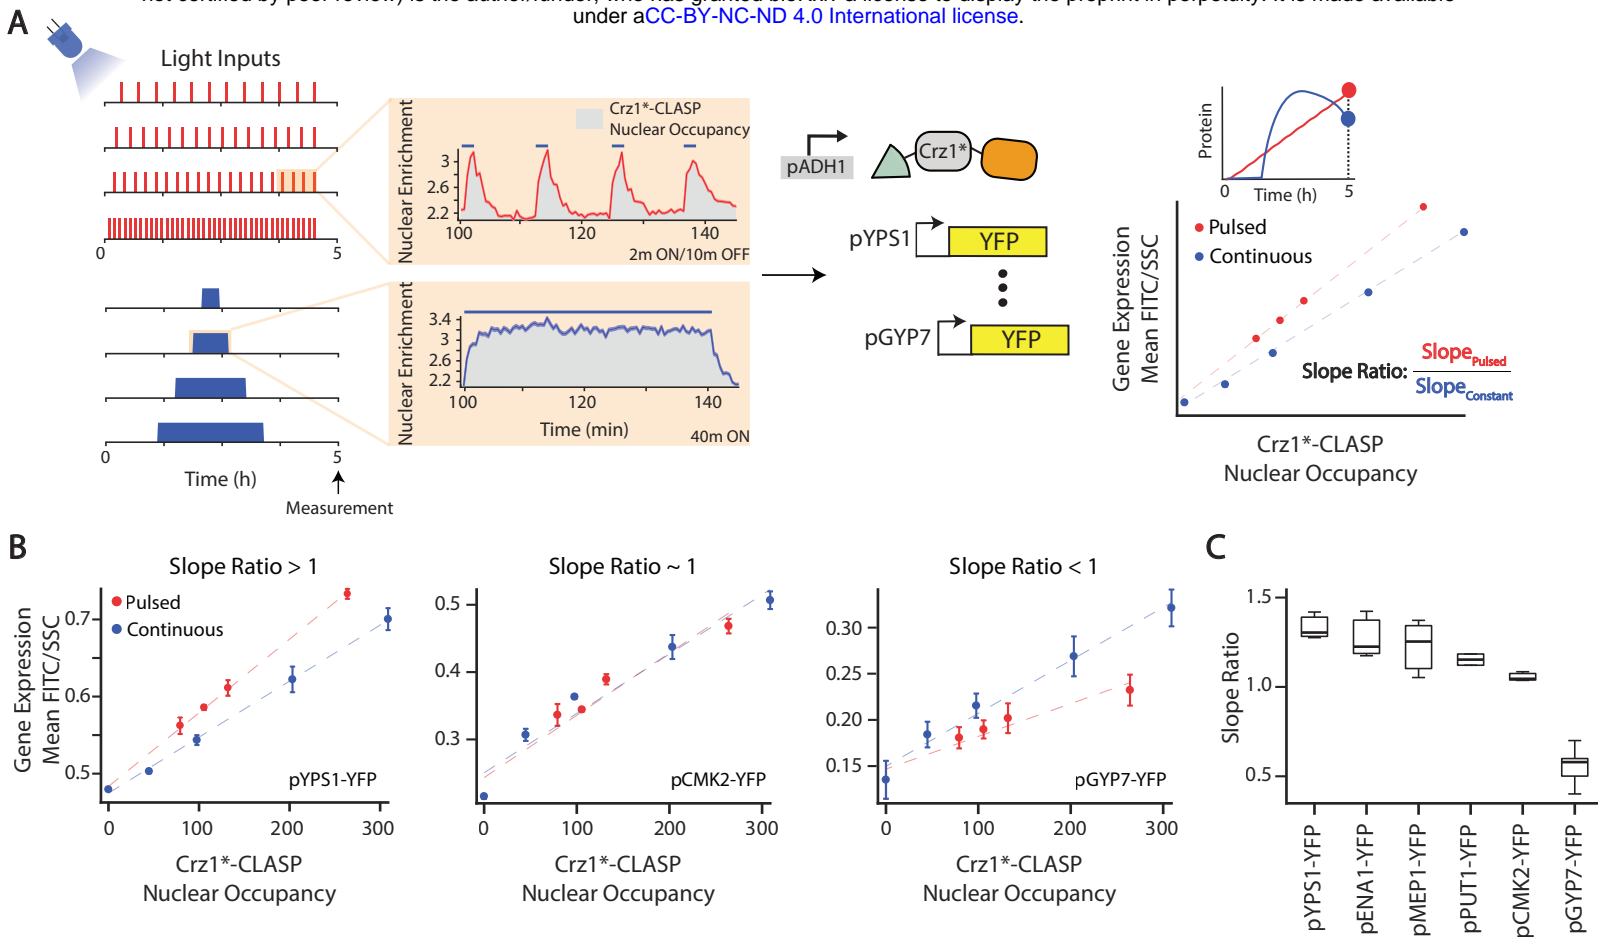 under aCC-BY-NC-ND 4.0 International license.
A
Light Inputs
0 5
0 5
Time (h)
Measurement
Nuclear Enrichment
Crz1*-CLASP
Nuclear Occupancy
3
2.6
2.2
100 120 140
2m ON/10m OFF
Nuclear Enrichment
3.4
3
2.6
2.2
100 120 140
Time (min)
40m ON
pADH1
Crz1*
pYPS1
YFP
pGYP7
YFP
Protein
0 5
Time (h)
Pulsed
Continuous
Gene Expression
Mean FITC/SSC
Slope Ratio: SlopePulsed
SlopeConstant
Crz1*-CLASP
Nuclear Occupancy
B
Slope Ratio > 1
Gene Expression
Mean FITC/SSC
Pulsed
Continuous
0.7
0.6
0.5
pYPS1-YFP
0 100 200 300
Crz1*-CLASP
Nuclear Occupancy
Slope Ratio ~ 1
0.5
0.4
0.3
pCMK2-YFP
0 100 200 300
Crz1*-CLASP
Nuclear Occupancy
Slope Ratio < 1
0.30
0.25
0.20
0.15
pGYP7-YFP
0 100 200 300
Crz1*-CLASP
Nuclear Occupancy
C
Slope Ratio
1.5
1.0
0.5
pYPS1-YFP
pENA1-YFP
pMEP1-YFP
pPUT1-YFP
pCMK2-YFP
pGYP7-YFP